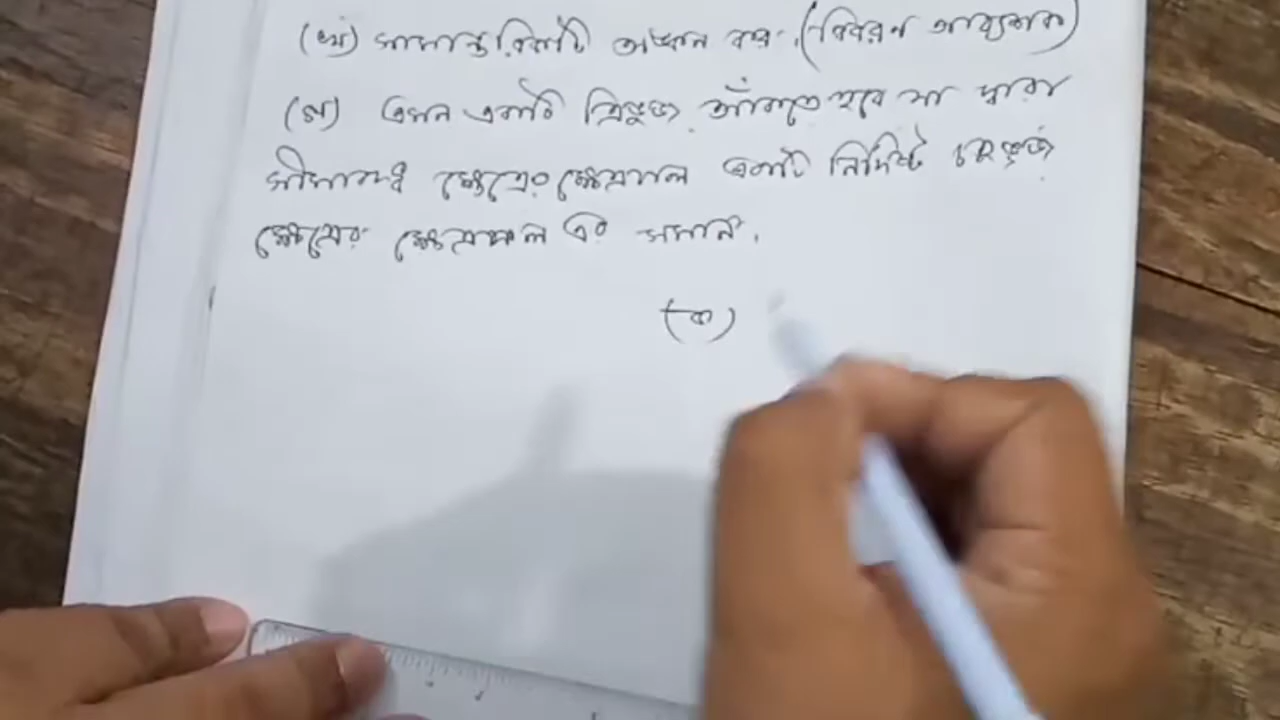 (খ) সামান্তরিকটি অঙ্কন কর. (বিবরণ আবশ্যক)
(গ) এমন একটি ত্রিভুজ আঁকতে হবে যা দ্বারা
সীমাবদ্ধ ক্ষেত্রের ক্ষেত্রফল একটি নির্দিষ্ট চতুর্ভুজ
ক্ষেত্রের ক্ষেত্রফল এর সমান.
(ক)